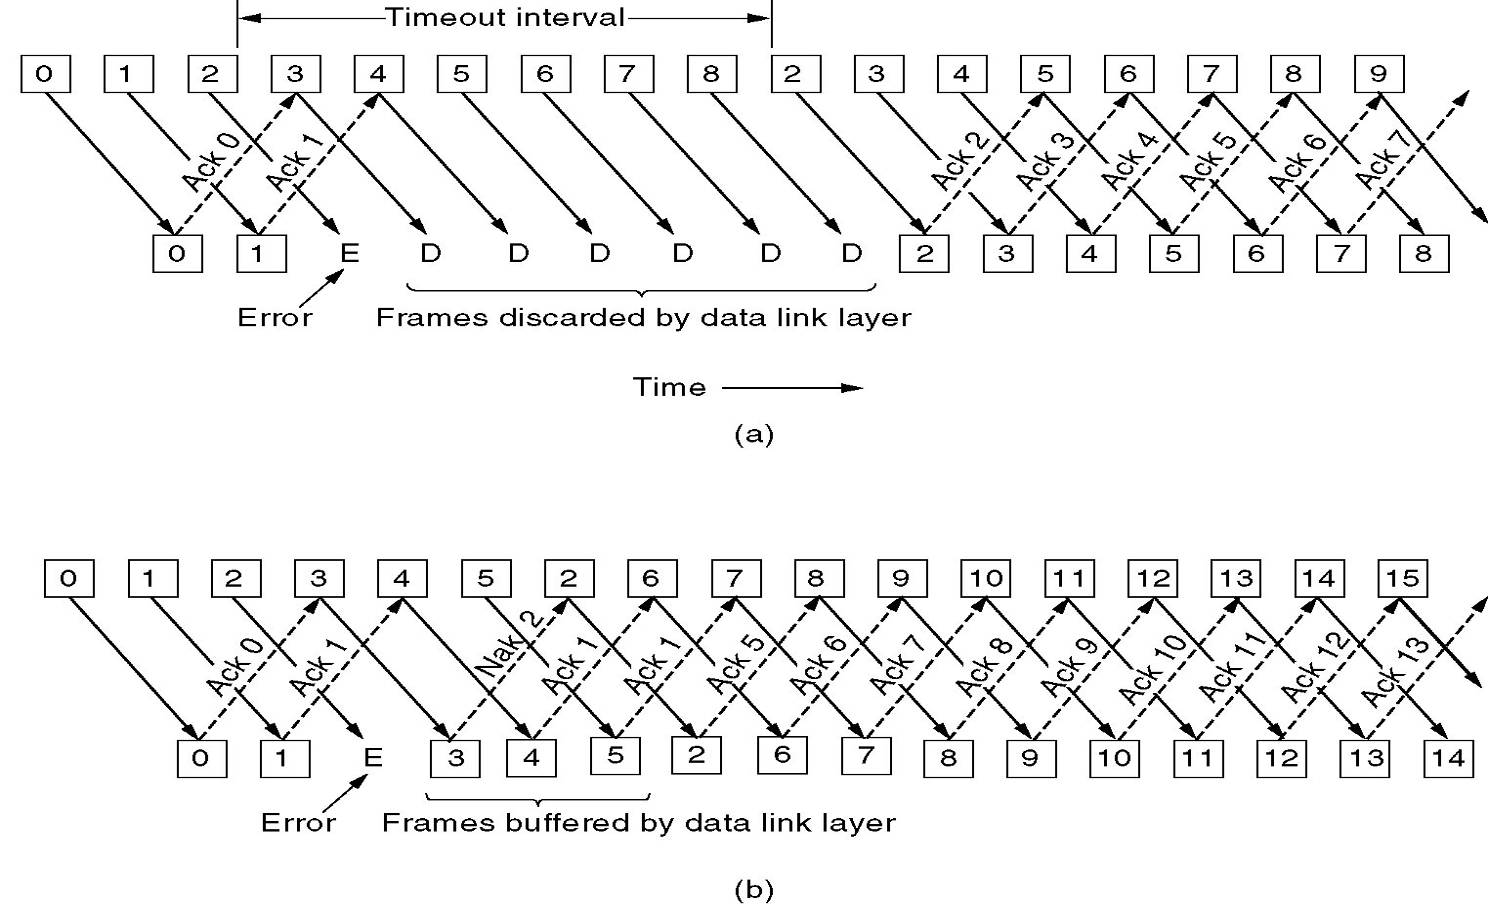 Timeout interval
0 1 2 3 4 5 6 7 8 2 3 4 5 6 7 8 9
Ack 0 Ack 1 Ack 2 Ack 3 Ack 4 Ack 5 Ack 6 Ack 7
0 1 E D D D D D D 2 3 4 5 6 7 8
Error Frames discarded by data link layer
Time
(a)
0 1 2 3 4 5 2 6 7 8 9 10 11 12 13 14 15
Ack 0 Ack 1 Nak 2 Ack 1 Ack 1 Ack 5 Ack 6 Ack 7 Ack 8 Ack 9 Ack 10 Ack 11 Ack 12 Ack 13
0 1 E 3 4 5 2 6 7 8 9 10 11 12 13 14
Error Frames buffered by data link layer
(b)